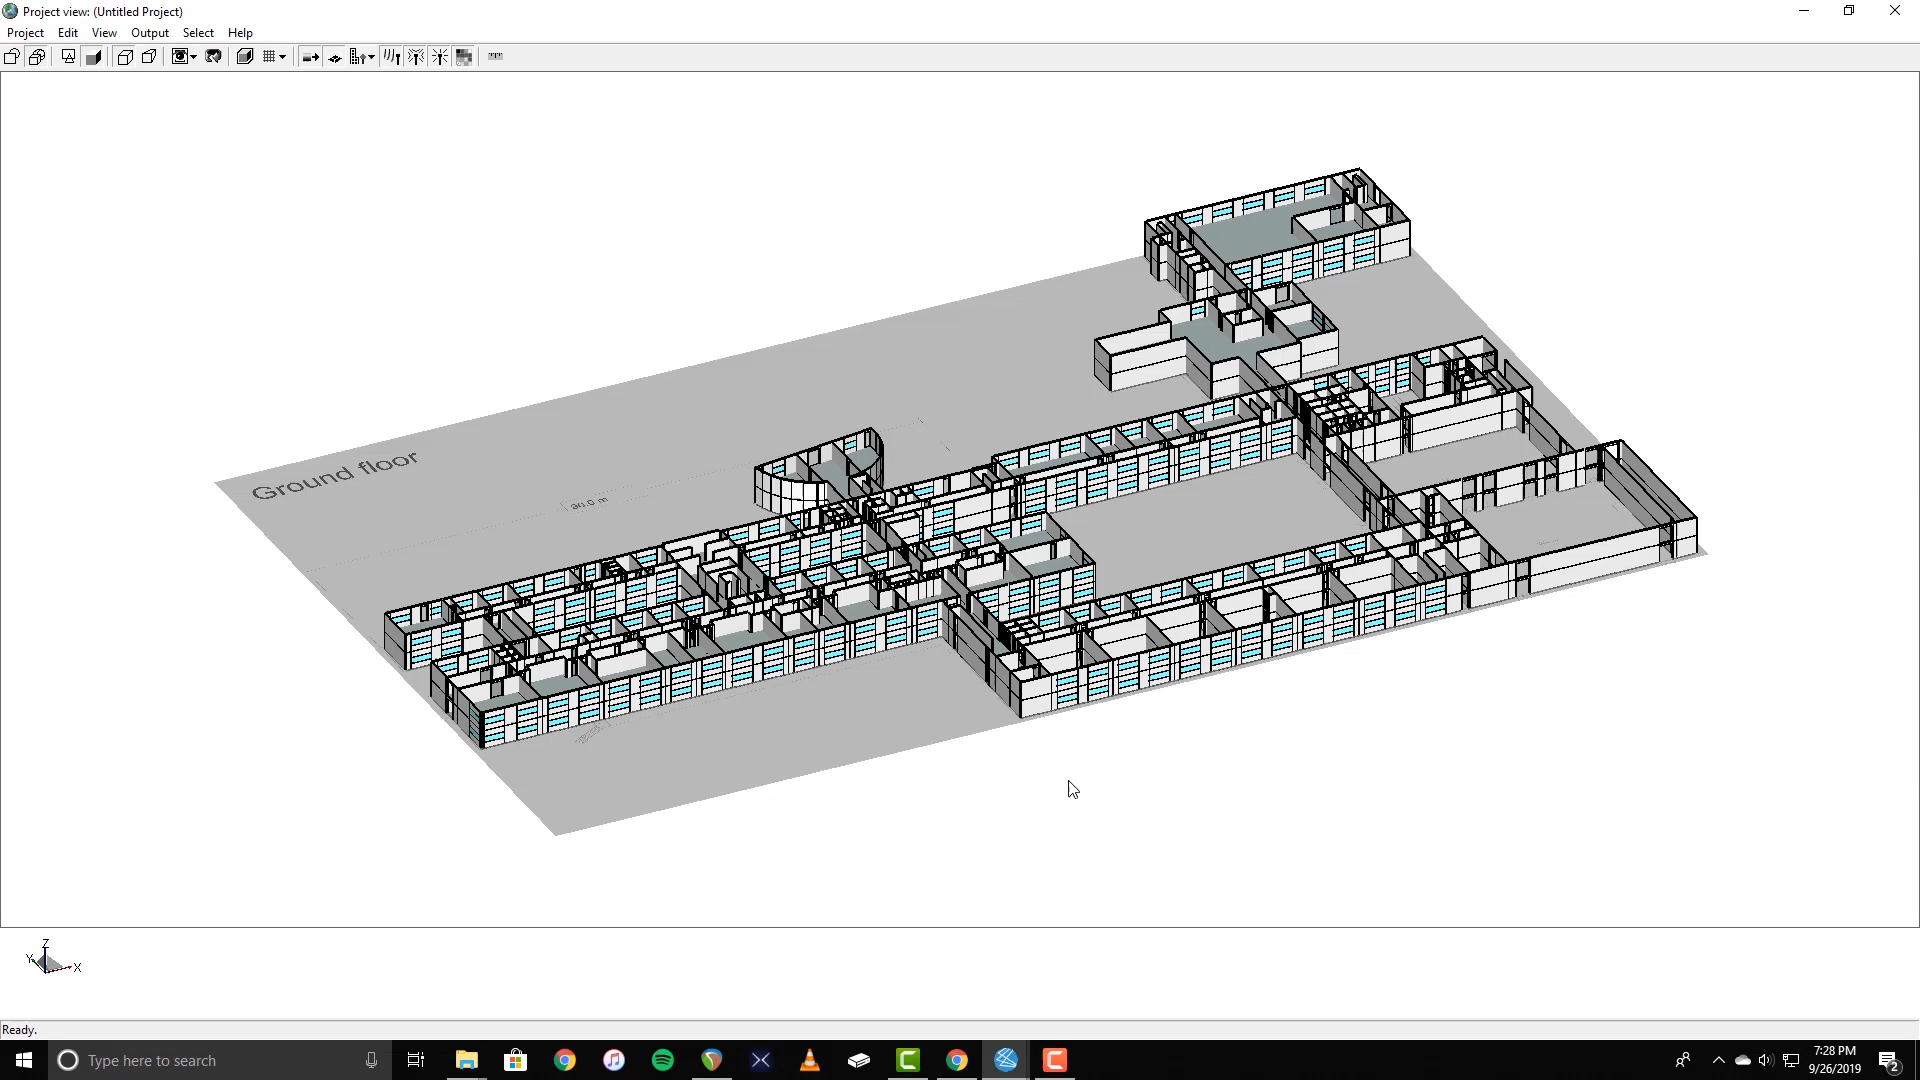 Project view: (Untitled Project)
Project Edit View Output Select Help
Ground floor
Z
Y
X
Ready.
Type here to search
7:28 PM
9/26/2019
2